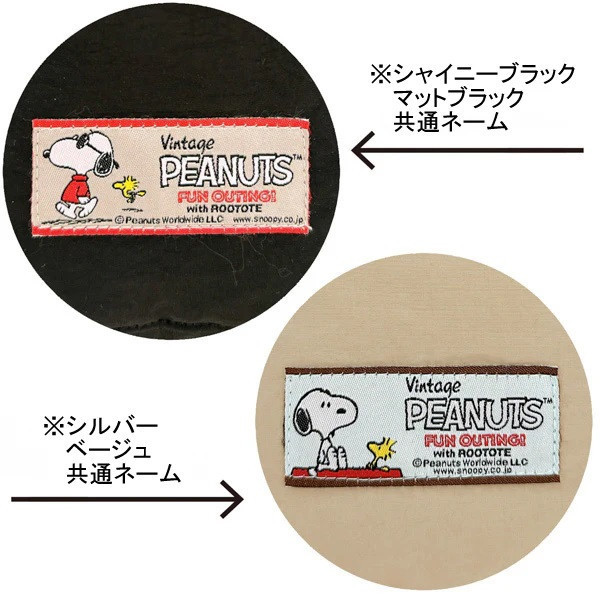 ※シャイニーブラック
マットブラック
共通ネーム
Vintage
PEANUTS™
FUN OUTING!
with ROOTOTE
©Peanuts Worldwide LLC www.snoopy.co.jp
※シルバー
ベージュ
共通ネーム
Vintage
PEANUTS™
FUN OUTING!
with ROOTOTE
©Peanuts Worldwide LLC
www.snoopy.co.jp